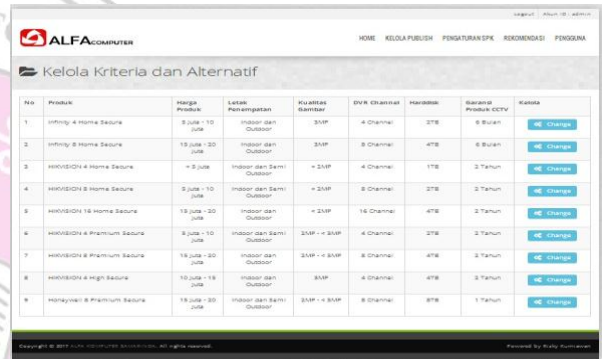 Logout | Akun ID : admin
ALFACOMPUTER
HOME KELOLA PUBLISH PENGATURAN SPK REKOMENDASI PENGGUNA
Kelola Kriteria dan Alternatif
No Produk Harga Produk Letak Penempatan Kualitas Gambar DVR Channel Harddisk Garansi Produk CCTV Kelola
1 Infinity 4 Home Secure 5 juta - 10 juta Indoor dan Outdoor 3MP 4 Channel 2TB 6 Bulan Change
2 Infinity 8 Home Secure 15 juta - 20 juta Indoor dan Outdoor 3MP 8 Channel 4TB 6 Bulan Change
3 HIKVISION 4 Home Secure < 5 juta Indoor dan Semi Outdoor < 2MP 4 Channel 1TB 2 Tahun Change
4 HIKVISION 8 Home Secure 5 juta - 10 juta Indoor dan Semi Outdoor < 2MP 8 Channel 2TB 2 Tahun Change
5 HIKVISION 16 Home Secure 15 juta - 20 juta Indoor dan Outdoor < 2MP 16 Channel 4TB 2 Tahun Change
6 HIKVISION 4 Premium Secure 5 juta - 10 juta Indoor dan Semi Outdoor 2MP - < 3MP 4 Channel 2TB 2 Tahun Change
7 HIKVISION 8 Premium Secure 15 juta - 20 juta Indoor dan Outdoor 2MP - < 3MP 8 Channel 4TB 2 Tahun Change
8 HIKVISION 4 High Secure 10 juta - 15 juta Indoor dan Outdoor 4 Channel 4TB 2 Tahun Change
9 Honeywell 8 Premium Secure 15 juta - 20 juta Indoor dan Semi Outdoor 2MP - < 3MP 8 Channel 1 Tahun Change
Copyright © 2017 ALFA COMPUTER All rights reserved.
Powered by